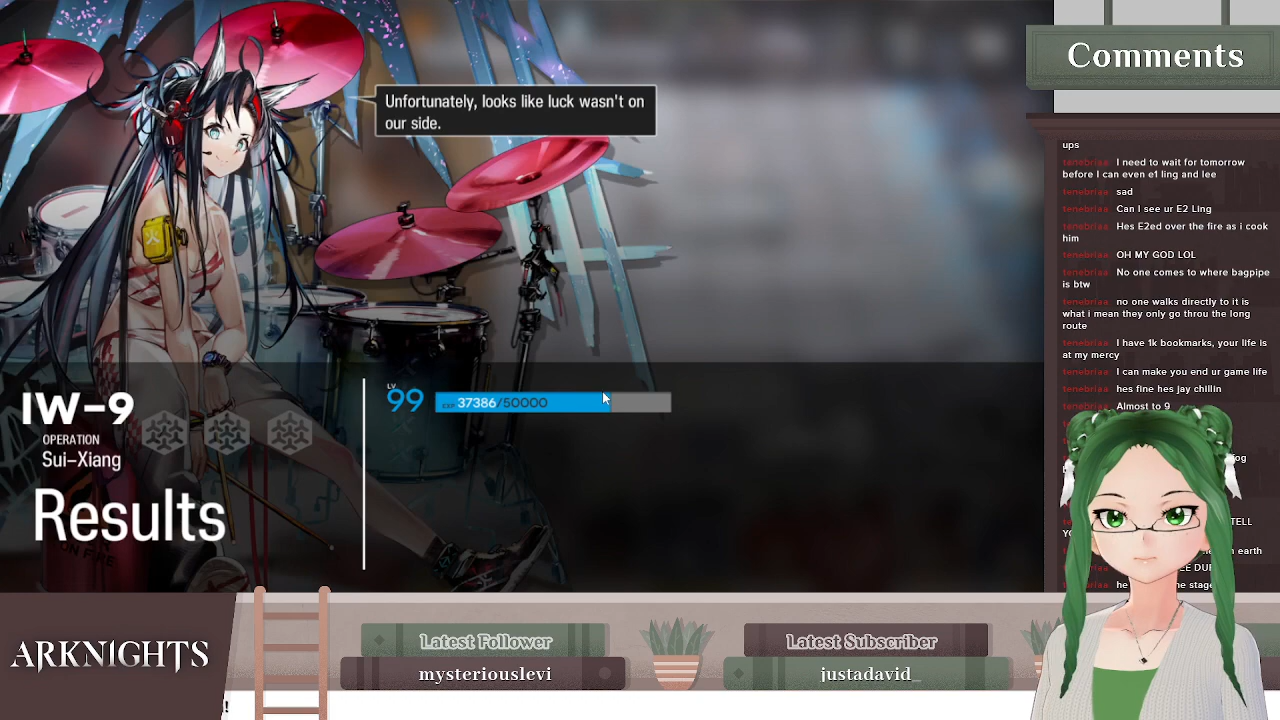 Unfortunately, looks like luck wasn't on
our side.
IW-9
OPERATION
Sui-Xiang
Results
LV
99
EXP 37386/50000
Comments
ups
tenebriaa I need to wait for tomorrow
before I can even e1 ling and lee
tenebriaa sad
tenebriaa Can I see ur E2 Ling
tenebriaa Hes E2ed over the fire as i cook
him
tenebriaa OH MY GOD LOL
tenebriaa No one comes to where bagpipe
is btw
tenebriaa no one walks directly to it is
what i mean they only go throu the long
route
tenebriaa I have 1k bookmarks, your life is
at my mercy
tenebriaa I can make you end ur game life
tenebriaa hes fine hes jay chillin
tenebriaa Almost to 9
TELL
earth
he
stage
ARKNIGHTS
Latest Follower
mysteriouslevi
Latest Subscriber
justadavid_
!